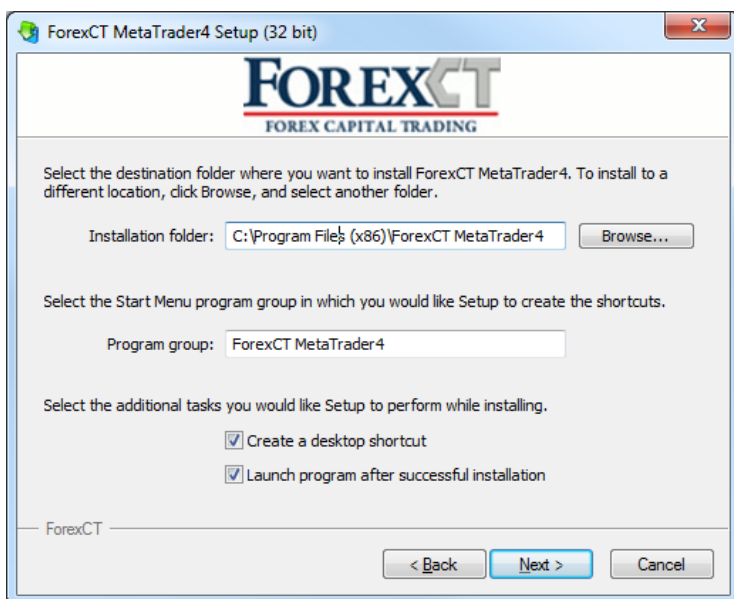 ForexCT MetaTrader4 Setup (32 bit)
FOREXCT
FOREX CAPITAL TRADING
Select the destination folder where you want to install ForexCT MetaTrader4. To install to a
different location, click Browse, and select another folder.
Installation folder: C:\Program Files (x86)\ForexCT MetaTrader4 Browse...
Select the Start Menu program group in which you would like Setup to create the shortcuts.
Program group: ForexCT MetaTrader4
Select the additional tasks you would like Setup to perform while installing.
Create a desktop shortcut
Launch program after successful installation
ForexCT
< Back Next > Cancel